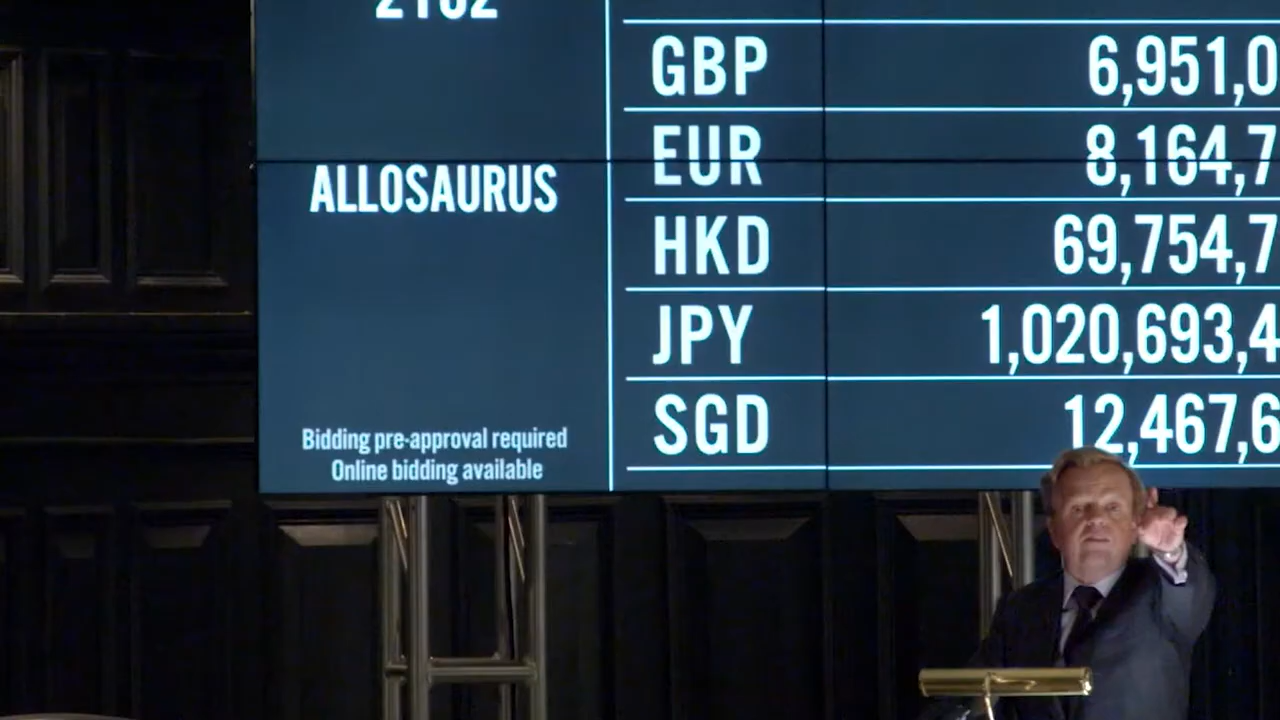 2102
GBP 6,951,0
EUR 8,164,7
HKD 69,754,7
ALLOSAURUS
JPY 1,020,693,4
SGD 12,467,6
Bidding pre-approval required
Online bidding available